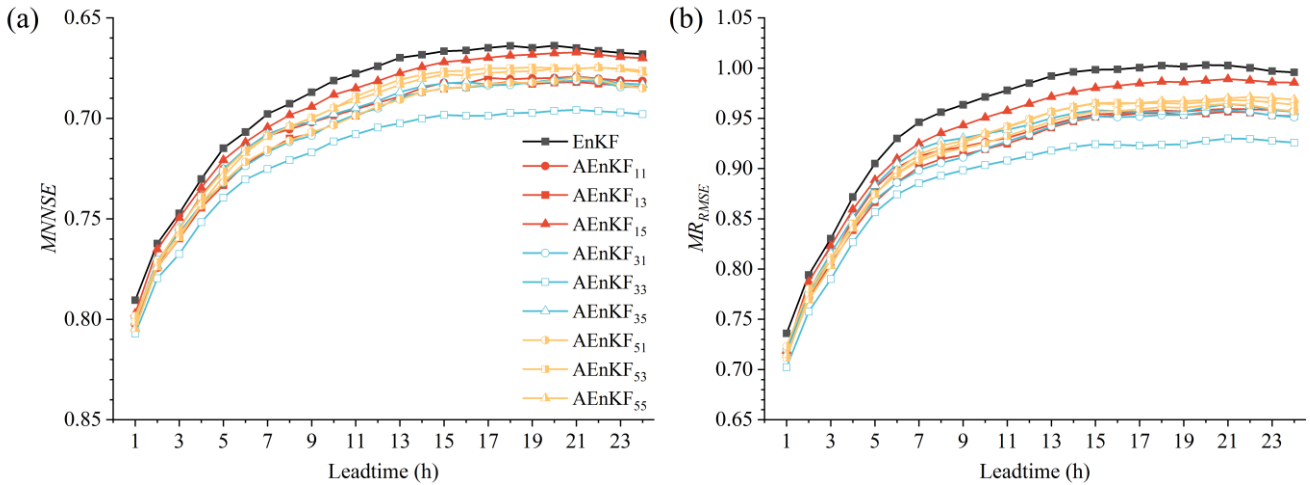 (a)
0.65
0.70
0.75
0.80
0.85
MNNSE
EnKF
AEnKF₁₁
AEnKF₁₃
AEnKF₁₅
AEnKF₃₁
AEnKF₃₃
AEnKF₃₅
AEnKF₅₁
AEnKF₅₃
AEnKF₅₅
1 3 5 7 9 11 13 15 17 19 21 23
Leadtime (h)
(b)
1.05
1.00
0.95
0.90
0.85
0.80
0.75
0.70
0.65
MR_RMSE
1 3 5 7 9 11 13 15 17 19 21 23
Leadtime (h)